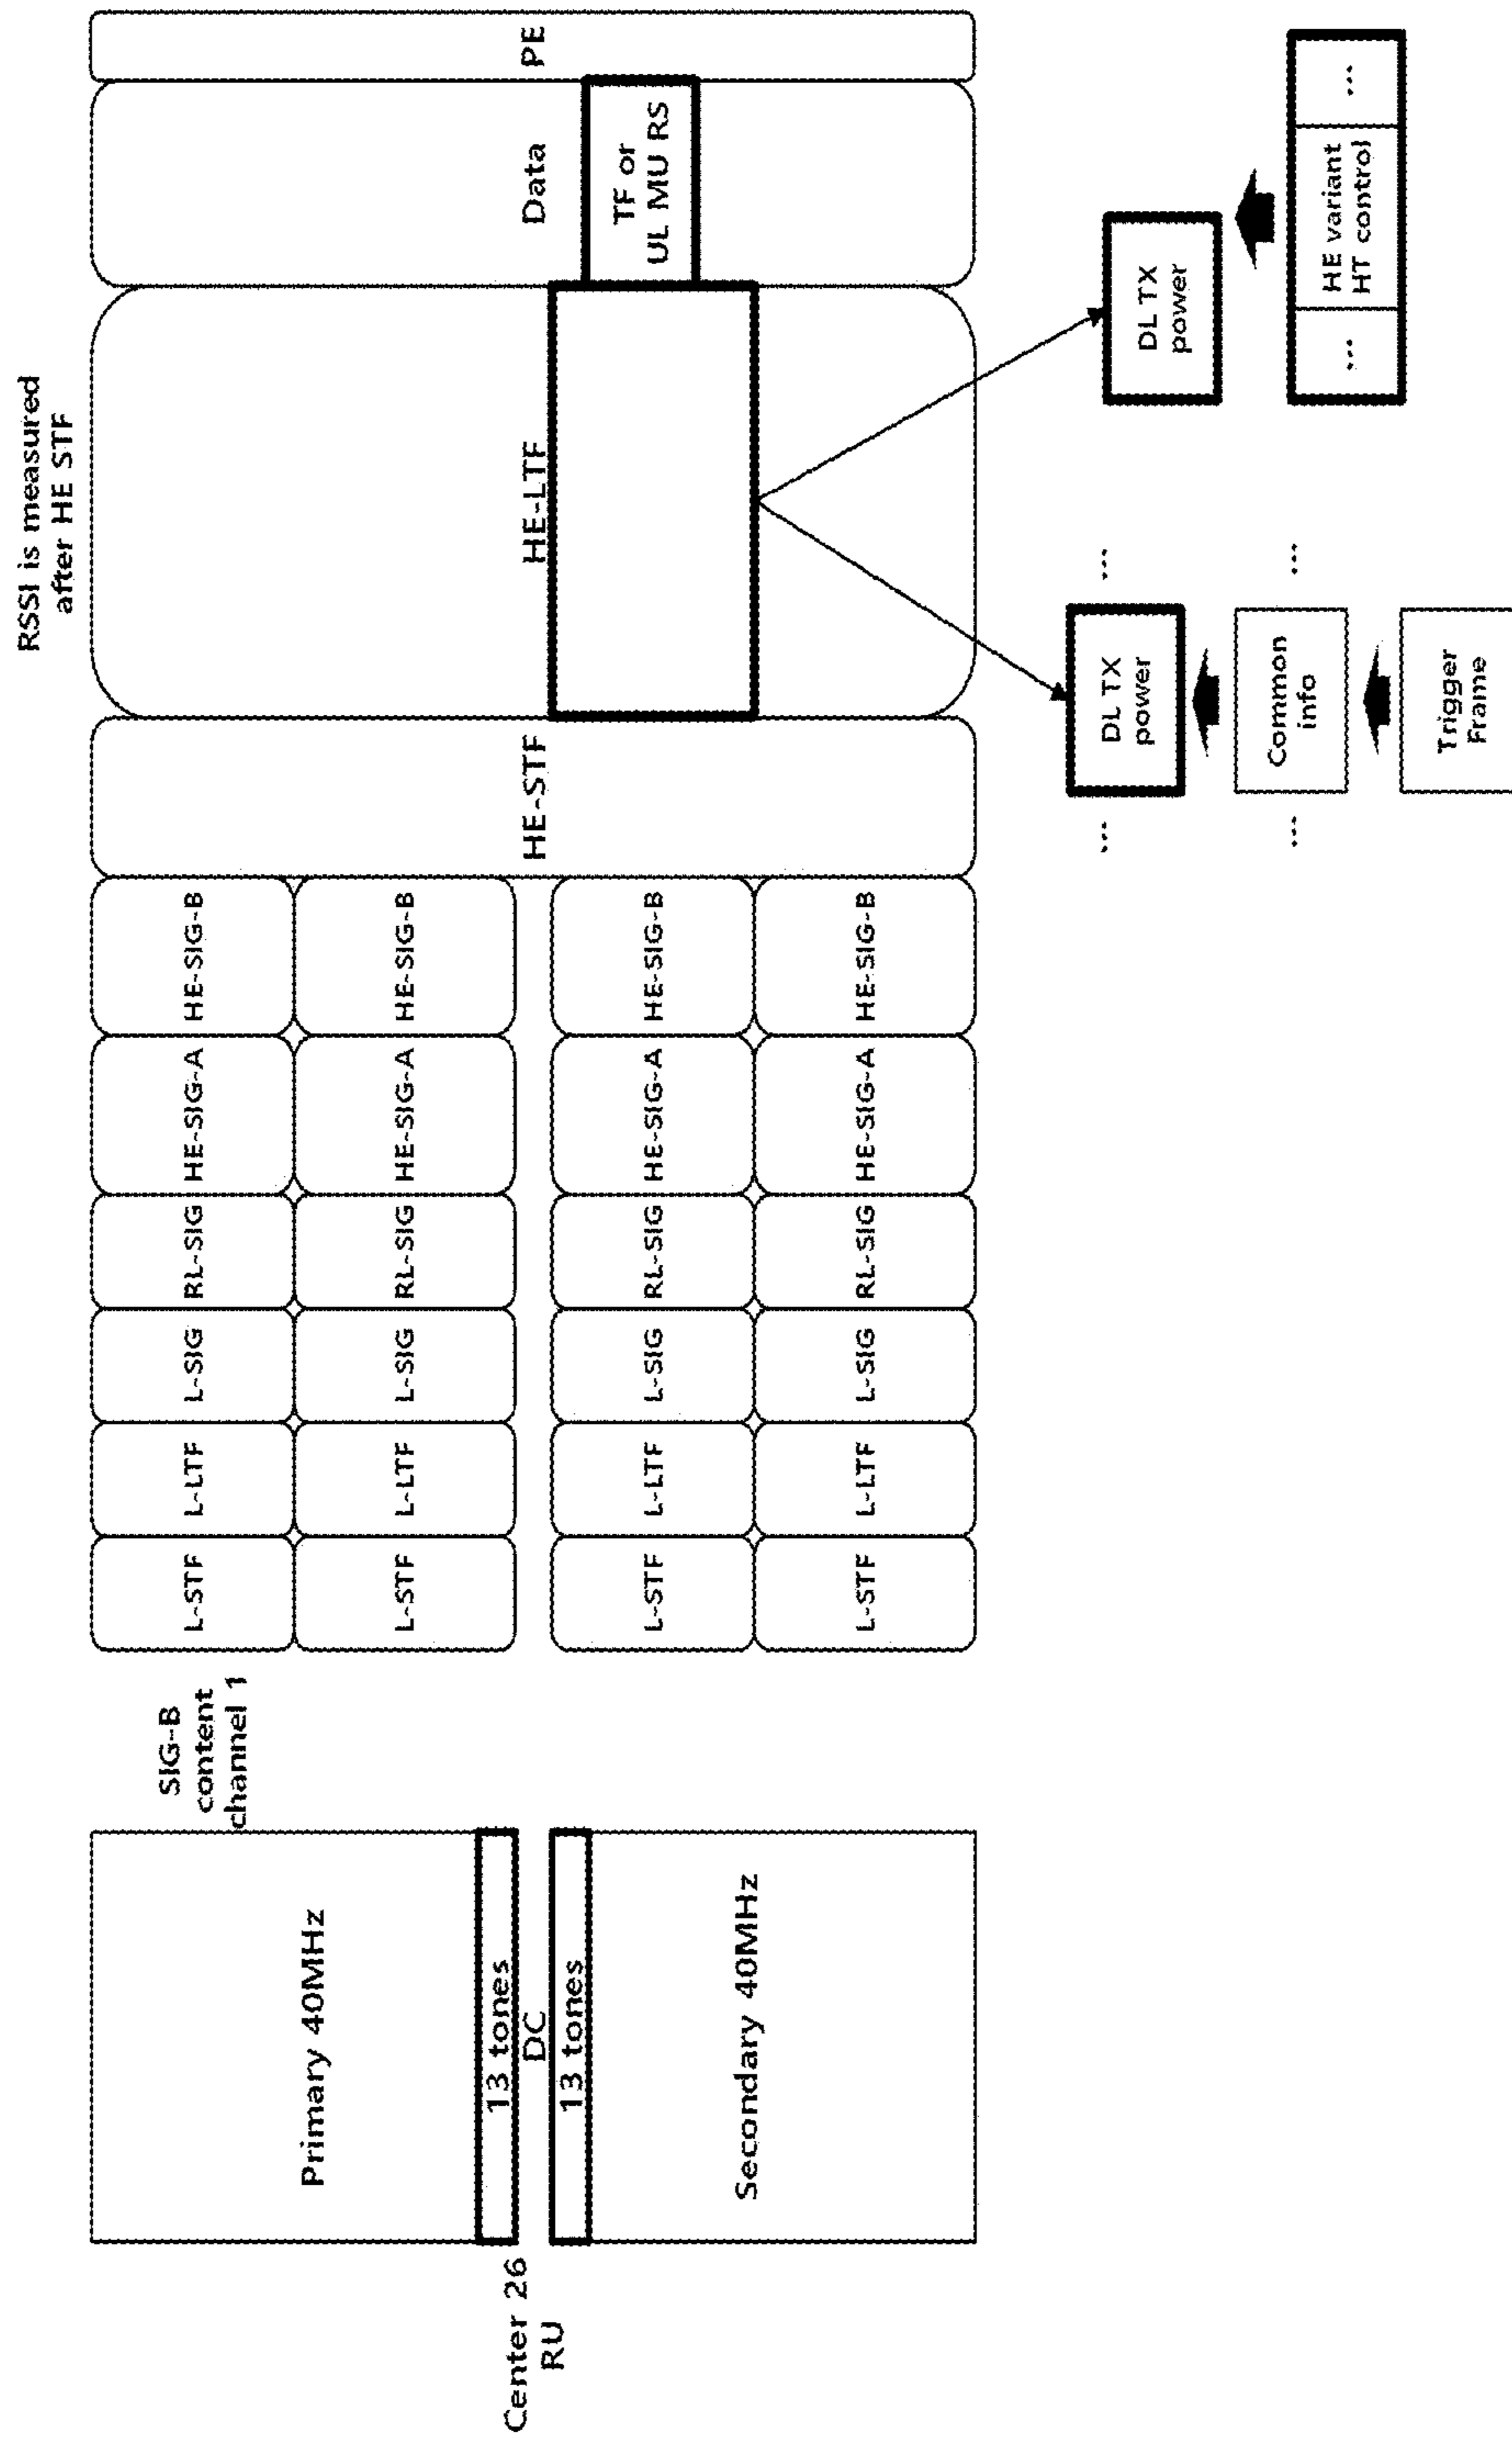 RSSI is measured
after HE STF
SIG-B
content
channel 1
Primary 40MHz
L-STF
L-LTF
L-SIG
RL-SIG
HE-SIG-A
HE-SIG-B
L-STF
L-LTF
L-SIG
RL-SIG
HE-SIG-A
HE-SIG-B
Center 26
RU
13 tones
DC
13 tones
HE-STF
HE-LTF
Data
PE
TF or
UL MU RS
Secondary 40MHz
L-STF
L-LTF
L-SIG
RL-SIG
HE-SIG-A
HE-SIG-B
L-STF
L-LTF
L-SIG
RL-SIG
HE-SIG-A
HE-SIG-B
...
DL TX
power
...
DL TX
power
...
Common
info
...
...
HE variant
HT control
...
Trigger
Frame